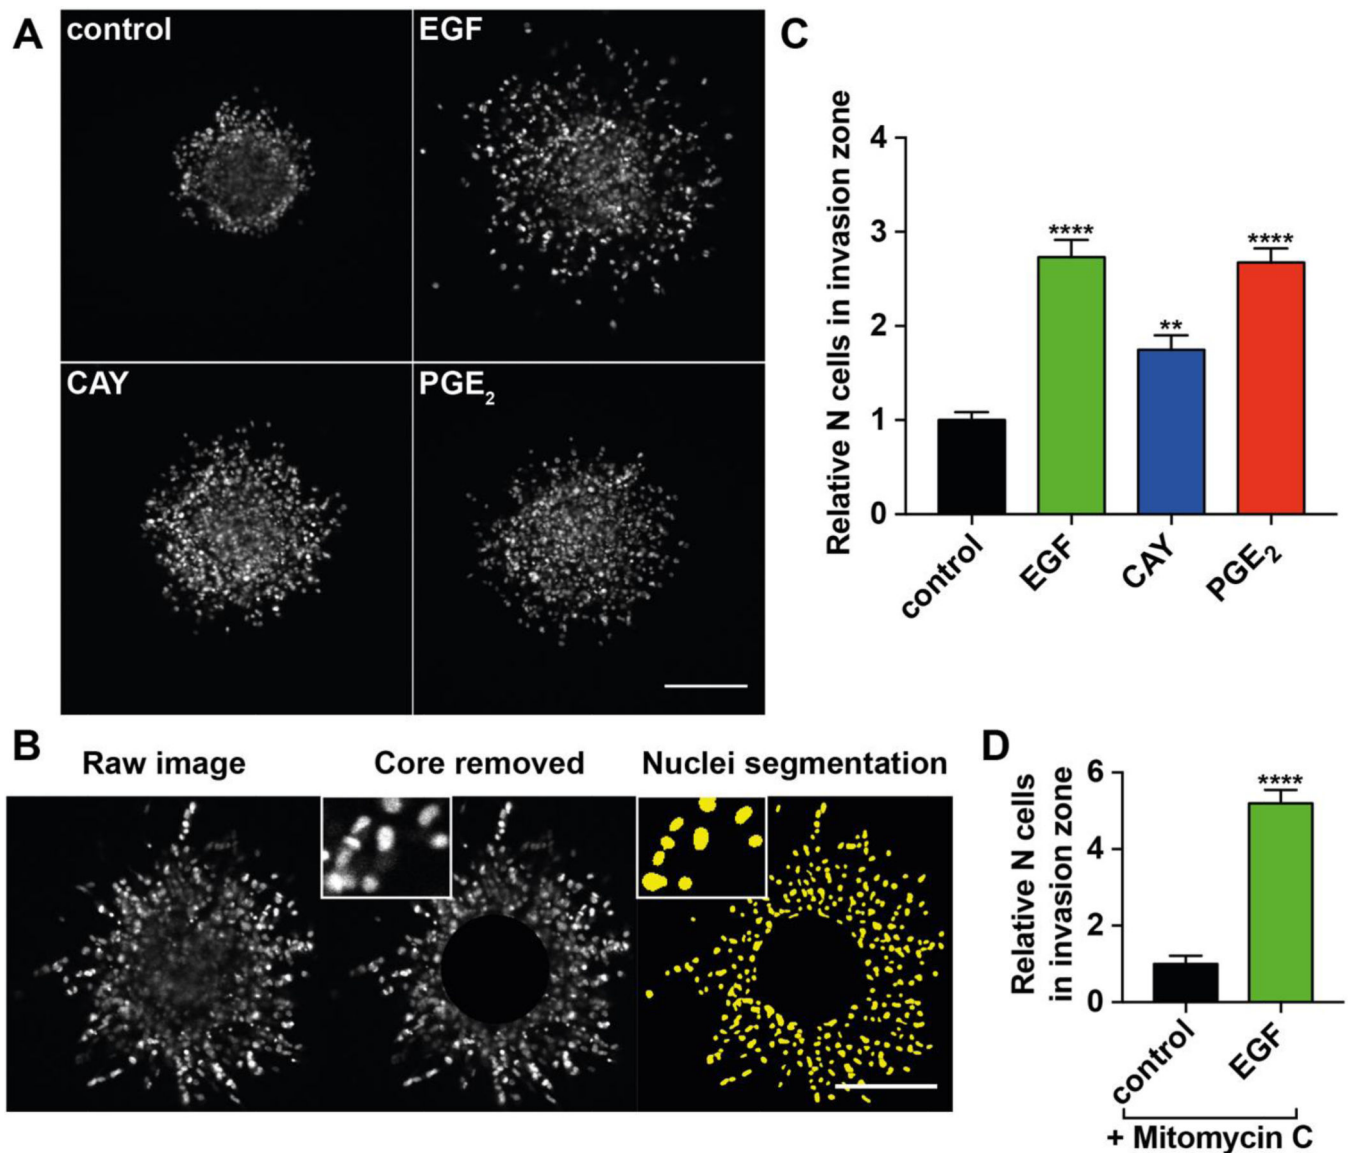 A
control
EGF
CAY
PGE2
C
Relative N cells in invasion zone
4
3
2
1
0
****
**
****
control
EGF
CAY
PGE2
B
Raw image
Core removed
Nuclei segmentation
D
Relative N cells
in invasion zone
6
4
2
0
****
control
EGF
+ Mitomycin C